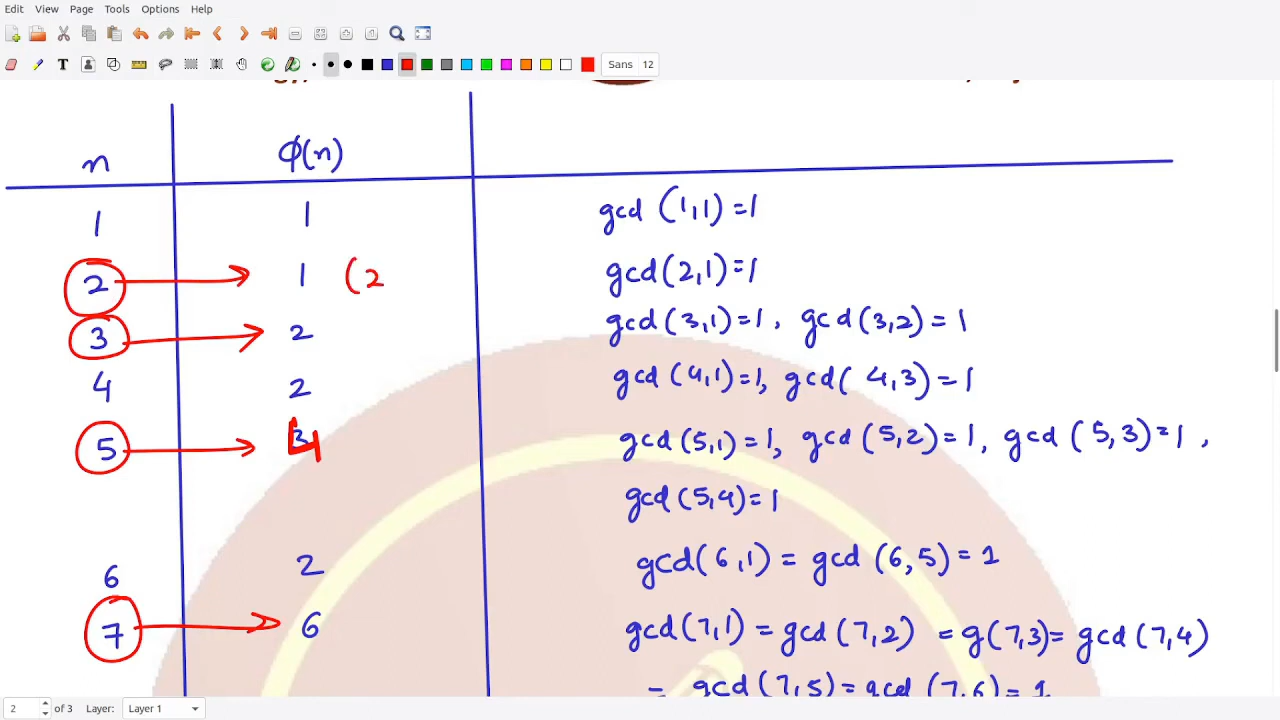 Edit View Page Tools Options Help
Sans 12
n ϕ(n)
1 1 gcd (1,1) = 1
2 1 (2 gcd(2,1) = 1
3 2 gcd(3,1)=1, gcd(3,2) = 1
4 2 gcd(4,1)=1, gcd(4,3) = 1
5 4 gcd(5,1) = 1, gcd(5,2) = 1, gcd(5,3) = 1,
gcd(5,4) = 1
6 2 gcd(6,1) = gcd(6,5) = 1
7 6 gcd(7,1) = gcd(7,2) = g(7,3) = gcd(7,4)
= gcd(7,5) = gcd(7,6) = 1
2 of 3 Layer: Layer 1